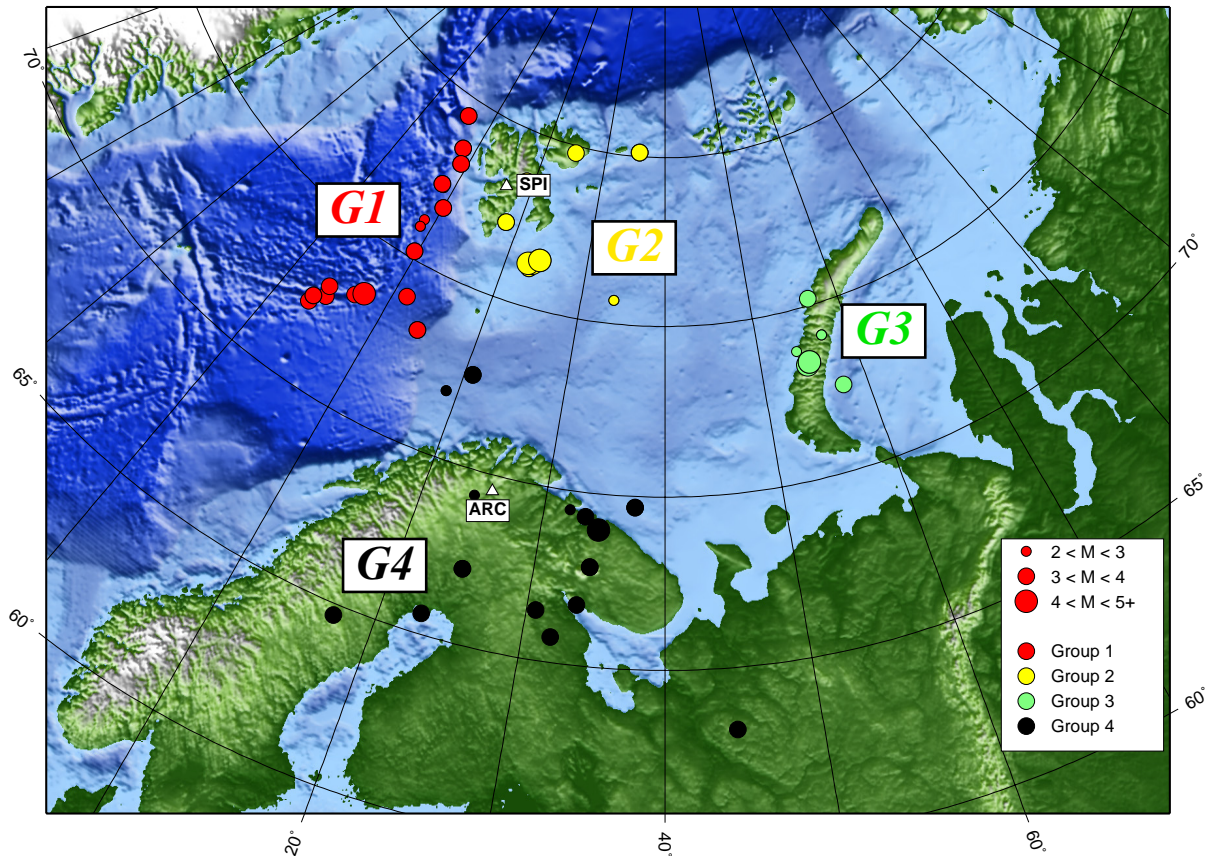 70°
SPI
G1
G2
70°
G3
65°
ARC
65°
G4
2 < M < 3
3 < M < 4
4 < M < 5+
60°
Group 1
Group 2
Group 3
60°
Group 4
20°
40°
60°